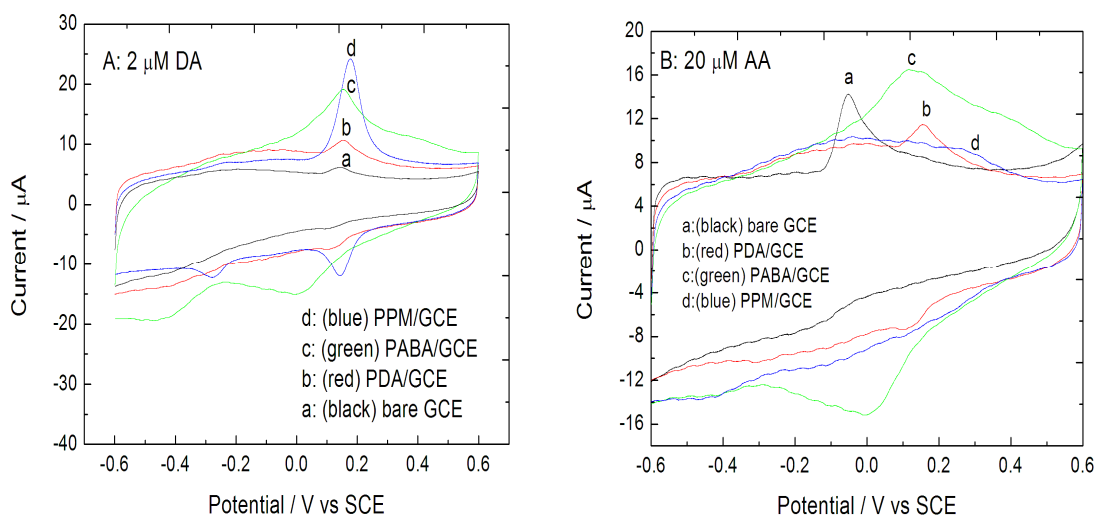 A: 2 μM DA
d
c
b
a
d: (blue) PPM/GCE
c: (green) PABA/GCE
b: (red) PDA/GCE
a: (black) bare GCE
30
20
10
0
-10
-20
-30
-40
-0.6
-0.4
-0.2
0.0
0.2
0.4
0.6
Current / μA
Potential / V vs SCE
B: 20 μM AA
a
c
b
d
a:(black) bare GCE
b:(red) PDA/GCE
c:(green) PABA/GCE
d:(blue) PPM/GCE
20
16
12
8
4
0
-4
-8
-12
-16
-0.6
-0.4
-0.2
0.0
0.2
0.4
0.6
Current / μA
Potential / V vs SCE